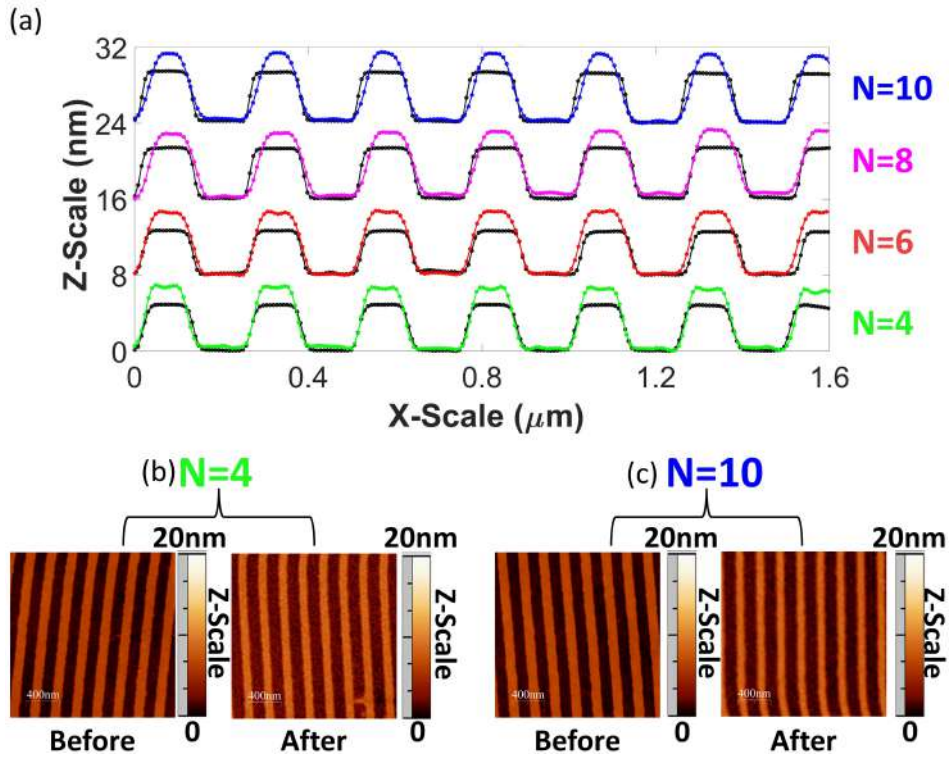 (a)
Z-Scale (nm)
32
24
16
8
0
N=10
N=8
N=6
N=4
0 0.4 0.8 1.2 1.6
X-Scale (μm)
(b) N=4
20nm 20nm
400nm 400nm
Z-Scale Z-Scale
0 0
Before After
(c) N=10
20nm 20nm
400nm 400nm
Z-Scale Z-Scale
0 0
Before After